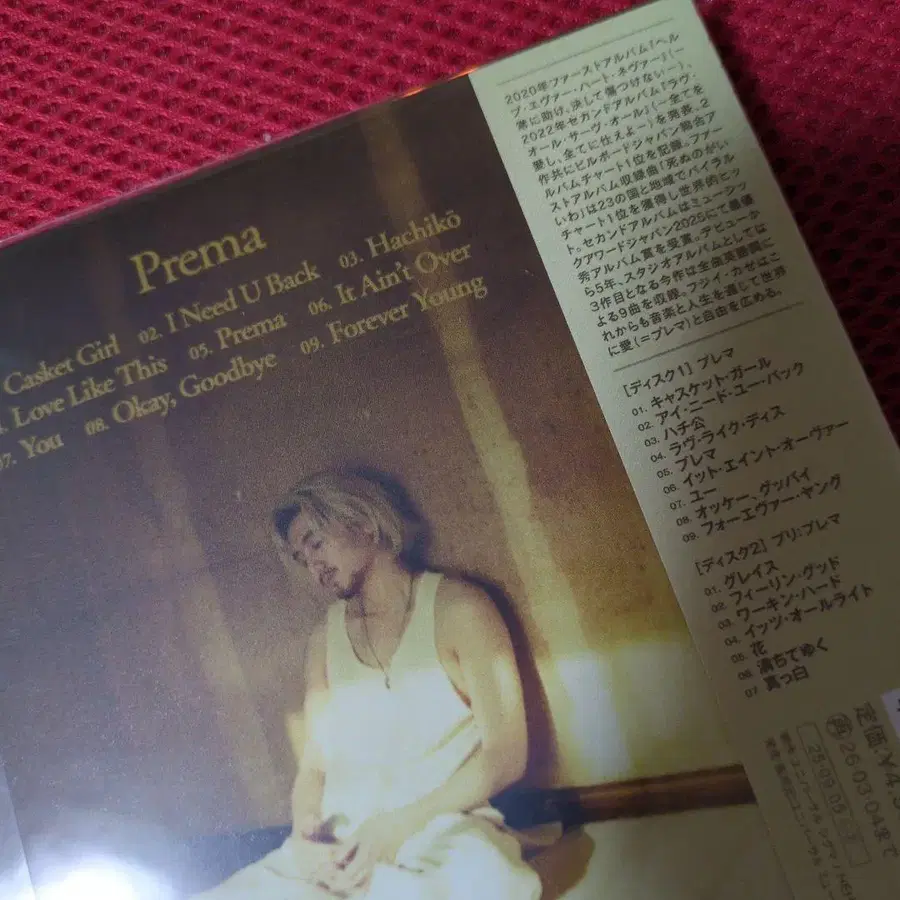 Prema
Casket Girl 02. I Need U Back 03. Hachikō
Love Like This 05. Prema 06. It Ain't Over
07. You 08. Okay, Goodbye 09. Forever Young
2020年ファーストアルバム『ヘル
プ・エヴァー・ハート・ネヴァー』(—
常に助け、決して傷つけない—)、
2022年セカンドアルバム『ラヴ・
オール・サーヴ・オール』(—全てを
愛し、全てに仕えよ—)を発表。2
作共にビルボードジャパン総合ア
ルバムチャート1位を記録。ファー
ストアルバム収録曲「死ぬのがい
いわ」は23の国と地域でバイラル
チャート1位を獲得し世界的ヒッ
ト。セカンドアルバムはミュージッ
クアワードジャパン2025にて最優
秀アルバム賞を受賞。デビューか
ら5年、スタジオアルバムとしては
3作目となる今作は全曲英語詞に
よる9曲を収録。フジイ カゼはこ
れからも音楽と人生を通じて世界
に愛(=プレマ)と自由を広める。
[ディスク1] プレマ
01. キャスケット・ガール
02. アイ・ニード・ユー・バック
03. ハチ公
04. ラヴ・ライク・ディス
05. プレマ
06. イット・エイント・オーヴァー
07. ユー
08. オッケー、グッバイ
09. フォーエヴァー・ヤング
[ディスク2] プリ:プレマ
01. グレイス
02. フィーリン・グッド
03. ワーキン・ハード
04. イッツ・オールライト
05. 花
06. 満ちてゆく
07. 真っ白
定価:¥4,
26・03・04まで
25・09・05